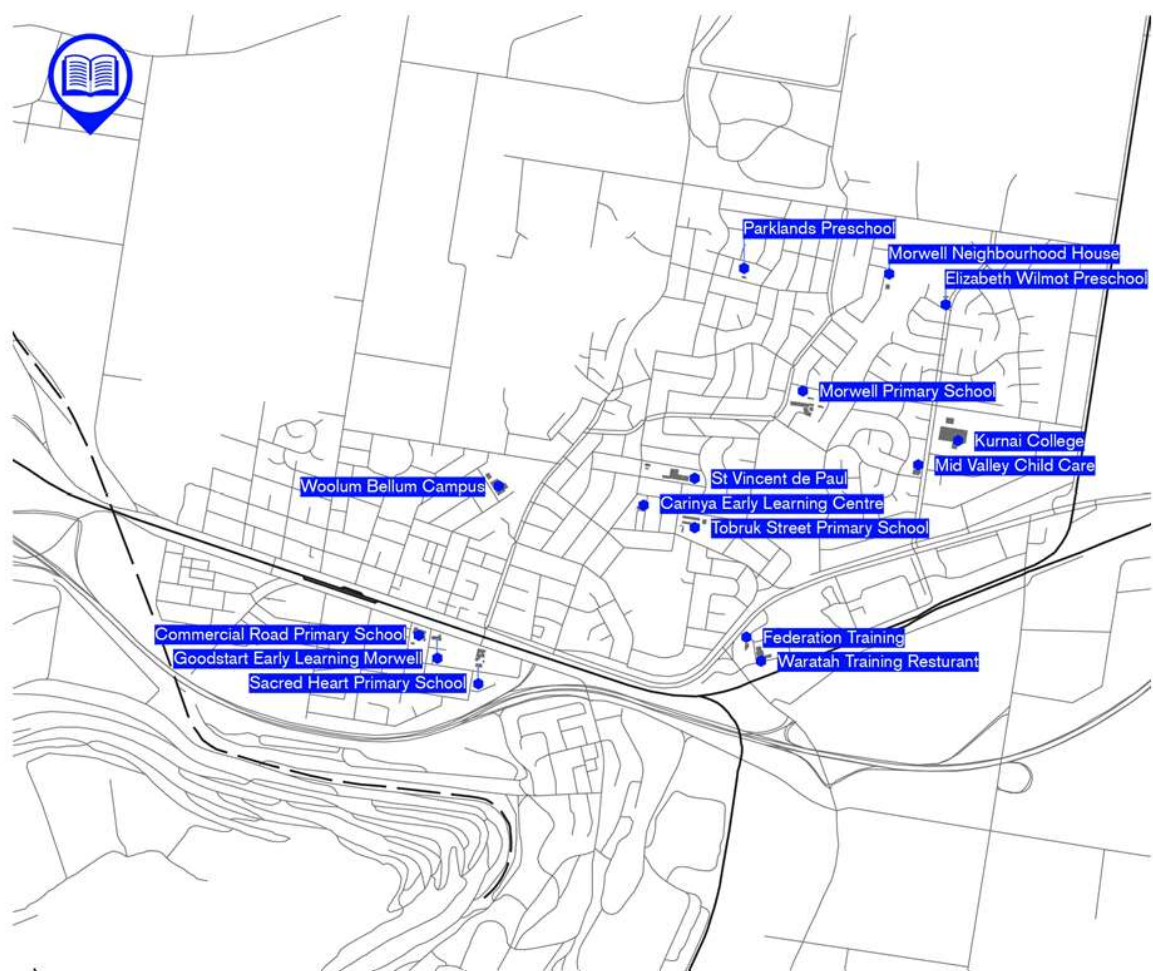 Parklands Preschool
Morwell Neighbourhood House
Elizabeth Wilmot Preschool
Morwell Primary School
Kurnai College
Mid Valley Child Care
St Vincent de Paul
Woolum Bellum Campus
Carinya Early Learning Centre
Tobruk Street Primary School
Commercial Road Primary School
Federation Training
Goodstart Early Learning Morwell
Waratah Training Resturant
Sacred Heart Primary School